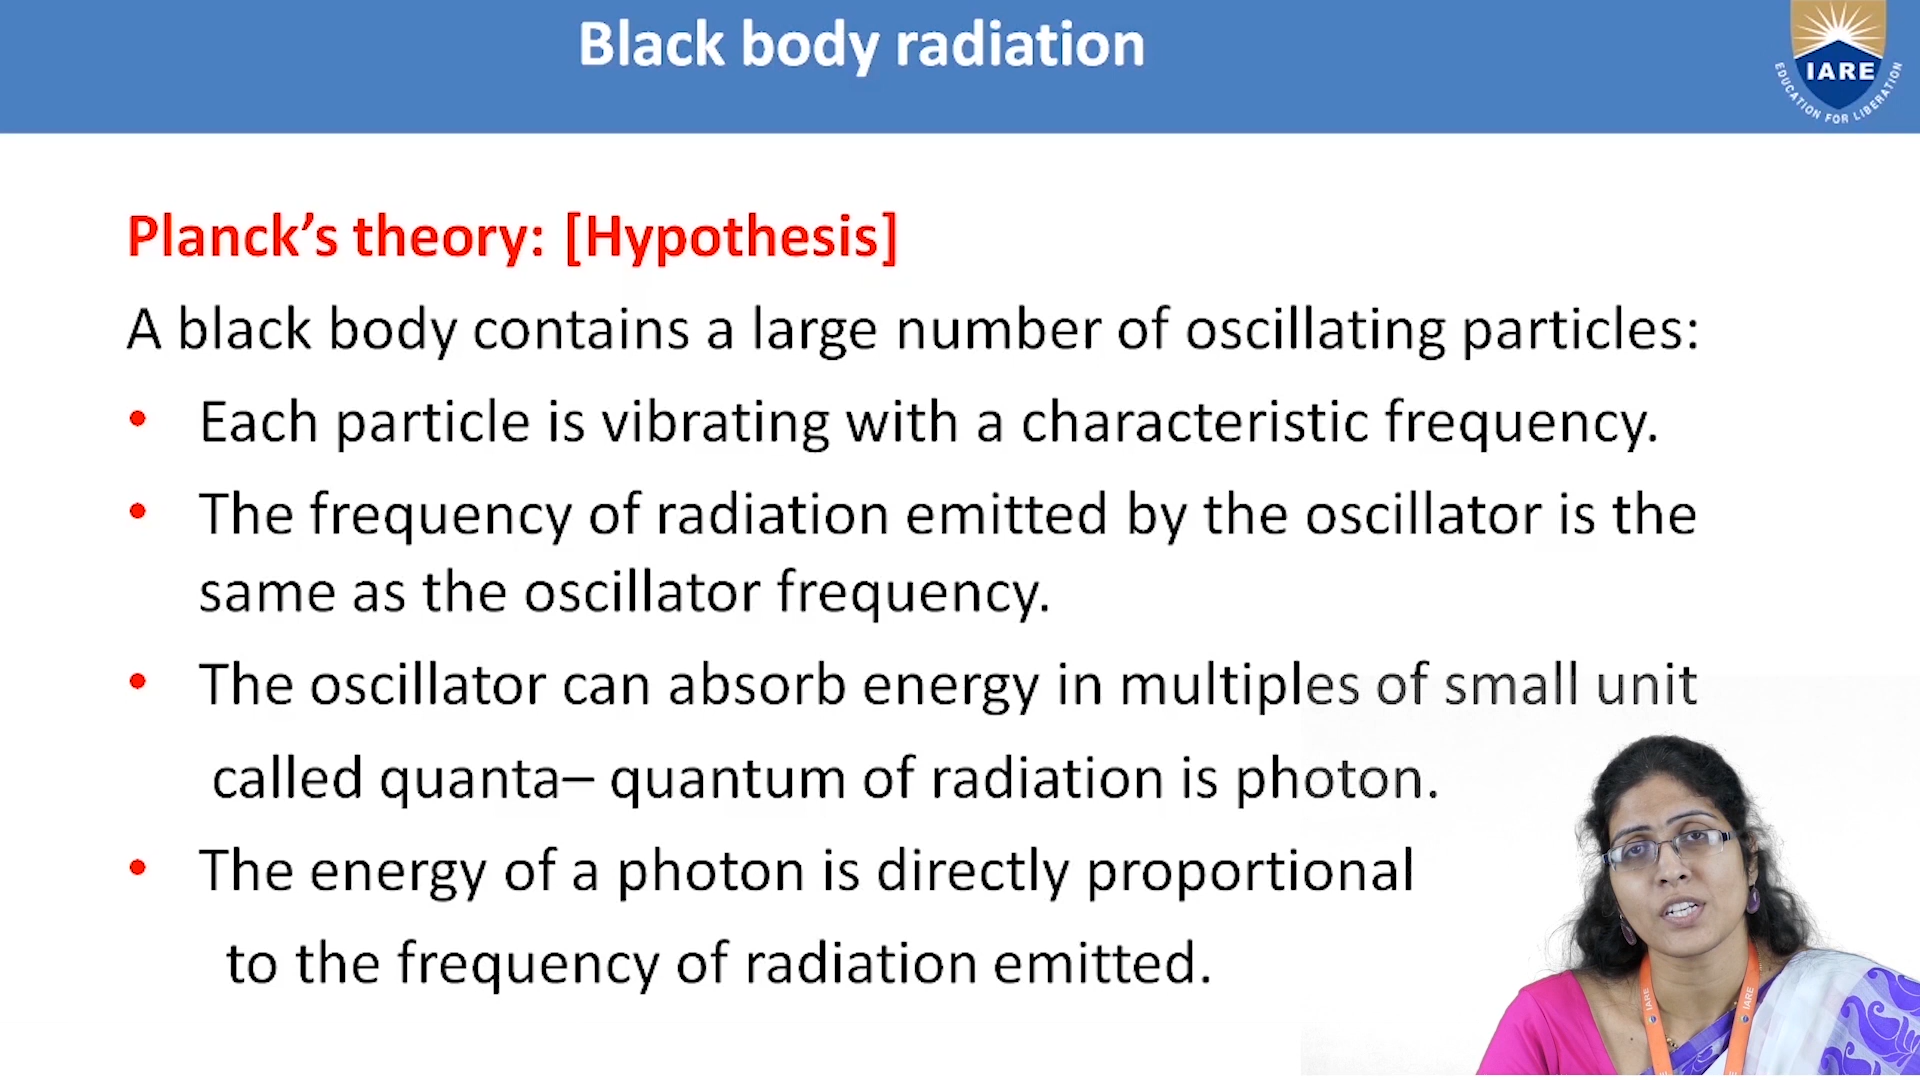 Black body radiation
IARE
EDUCATION FOR LIBERATION
Planck’s theory: [Hypothesis]
A black body contains a large number of oscillating particles:
• Each particle is vibrating with a characteristic frequency.
• The frequency of radiation emitted by the oscillator is the
same as the oscillator frequency.
• The oscillator can absorb energy in multiples of small unit
called quanta– quantum of radiation is photon.
• The energy of a photon is directly proportional
to the frequency of radiation emitted.
IARE
IARE